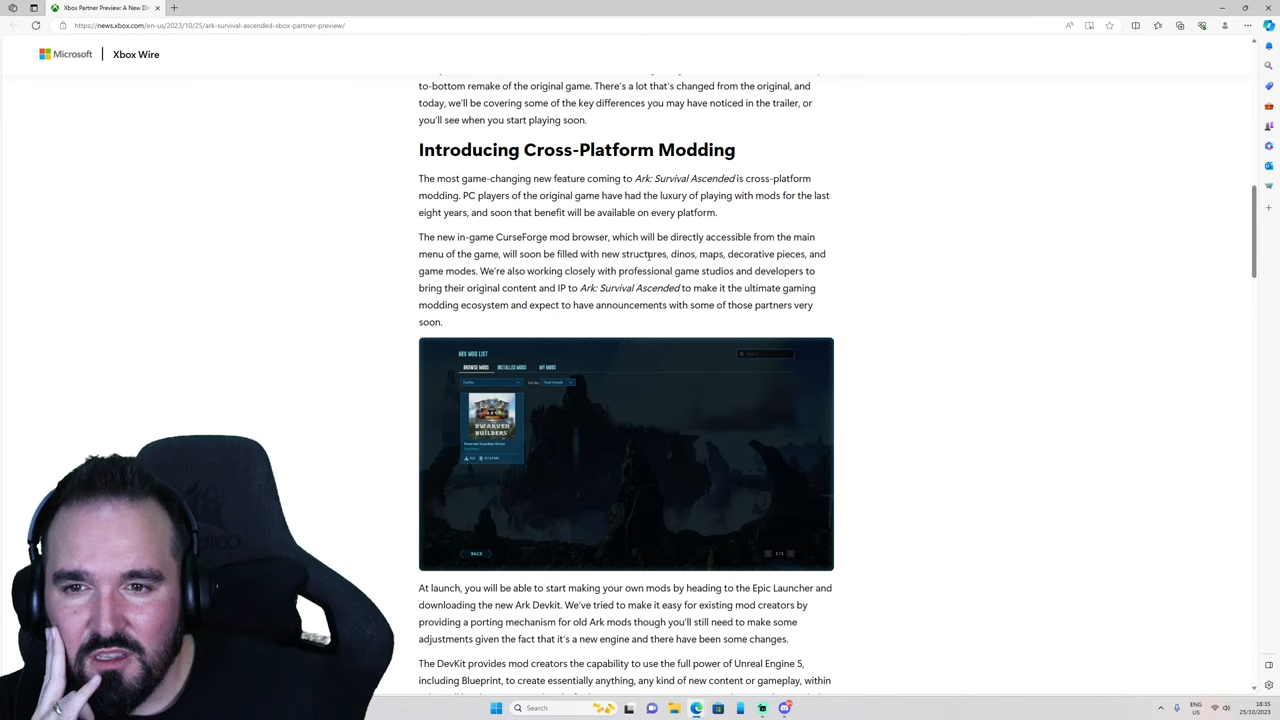 Xbox Partner Preview: A New De
https://news.xbox.com/en-us/2023/10/25/ark-survival-ascended-xbox-partner-preview/
Microsoft | Xbox Wire
to-bottom remake of the original game. There's a lot that's changed from the original, and
today, we'll be covering some of the key differences you may have noticed in the trailer, or
you'll see when you start playing soon.
Introducing Cross-Platform Modding
The most game-changing new feature coming to Ark: Survival Ascended is cross-platform
modding. PC players of the original game have had the luxury of playing with mods for the last
eight years, and soon that benefit will be available on every platform.
The new in-game CurseForge mod browser, which will be directly accessible from the main
menu of the game, will soon be filled with new structures, dinos, maps, decorative pieces, and
game modes. We're also working closely with professional game studios and developers to
bring their original content and IP to Ark: Survival Ascended to make it the ultimate gaming
modding ecosystem and expect to have announcements with some of those partners very
soon.
ARK MOD LIST
Search
BROWSE MODS INSTALLED MODS MY MODS
Sort By
ARK
DWARVEN
BUILDERS
BACK
1/1
At launch, you will be able to start making your own mods by heading to the Epic Launcher and
downloading the new Ark Devkit. We've tried to make it easy for existing mod creators by
providing a porting mechanism for old Ark mods though you'll still need to make some
adjustments given the fact that it's a new engine and there have been some changes.
The DevKit provides mod creators the capability to use the full power of Unreal Engine 5,
including Blueprint, to create essentially anything, any kind of new content or gameplay, within
Search
ENG
US
18:35
25/10/2023